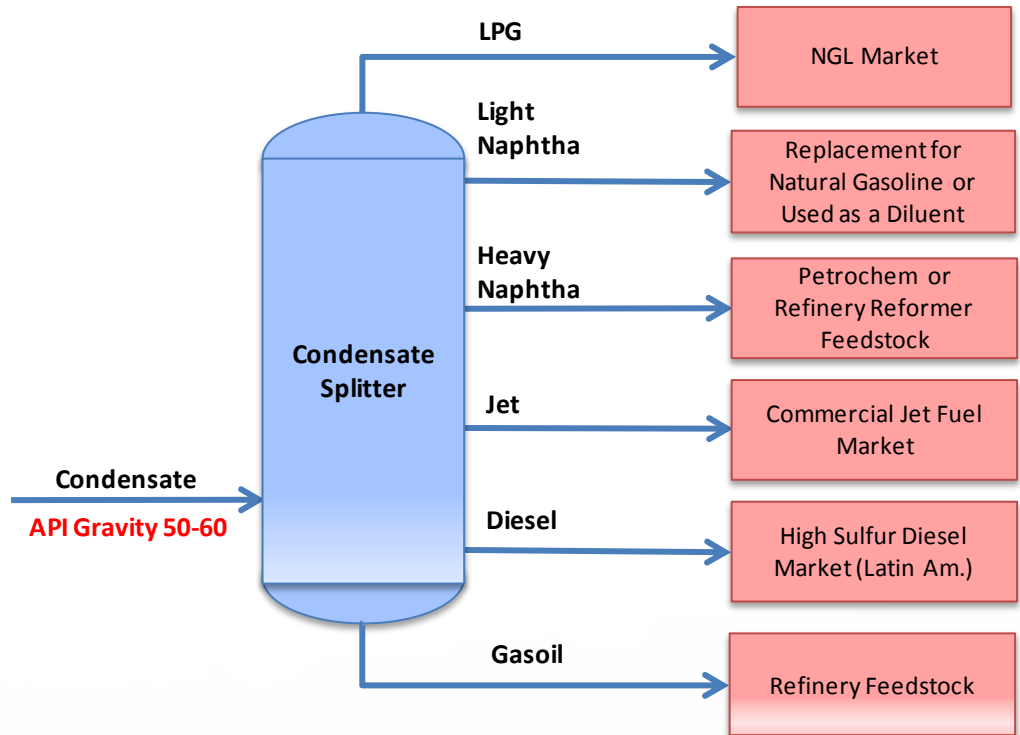 LPG
NGL Market
Light
Naphtha
Replacement for
Natural Gasoline or
Used as a Diluent
Heavy
Naphtha
Petrochem or
Refinery Reformer
Feedstock
Condensate
Splitter
Jet
Commercial Jet Fuel
Market
Condensate
API Gravity 50-60
Diesel
High Sulfur Diesel
Market (Latin Am.)
Gasoil
Refinery Feedstock